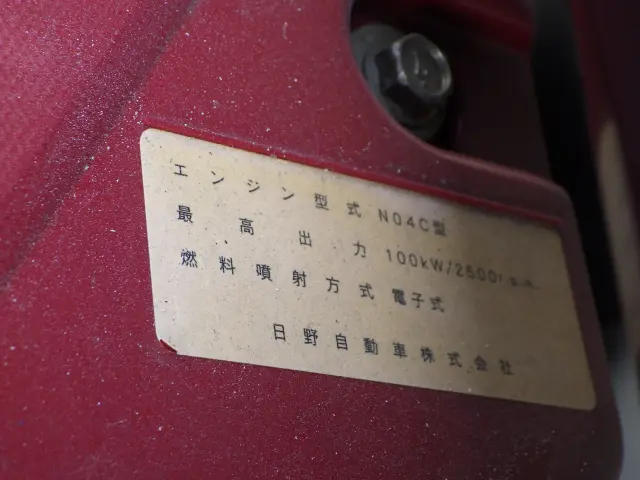 エンジン型式 N04C型
最高出力 100kW/2500
燃料噴射方式 電子式
日野自動車株式会社